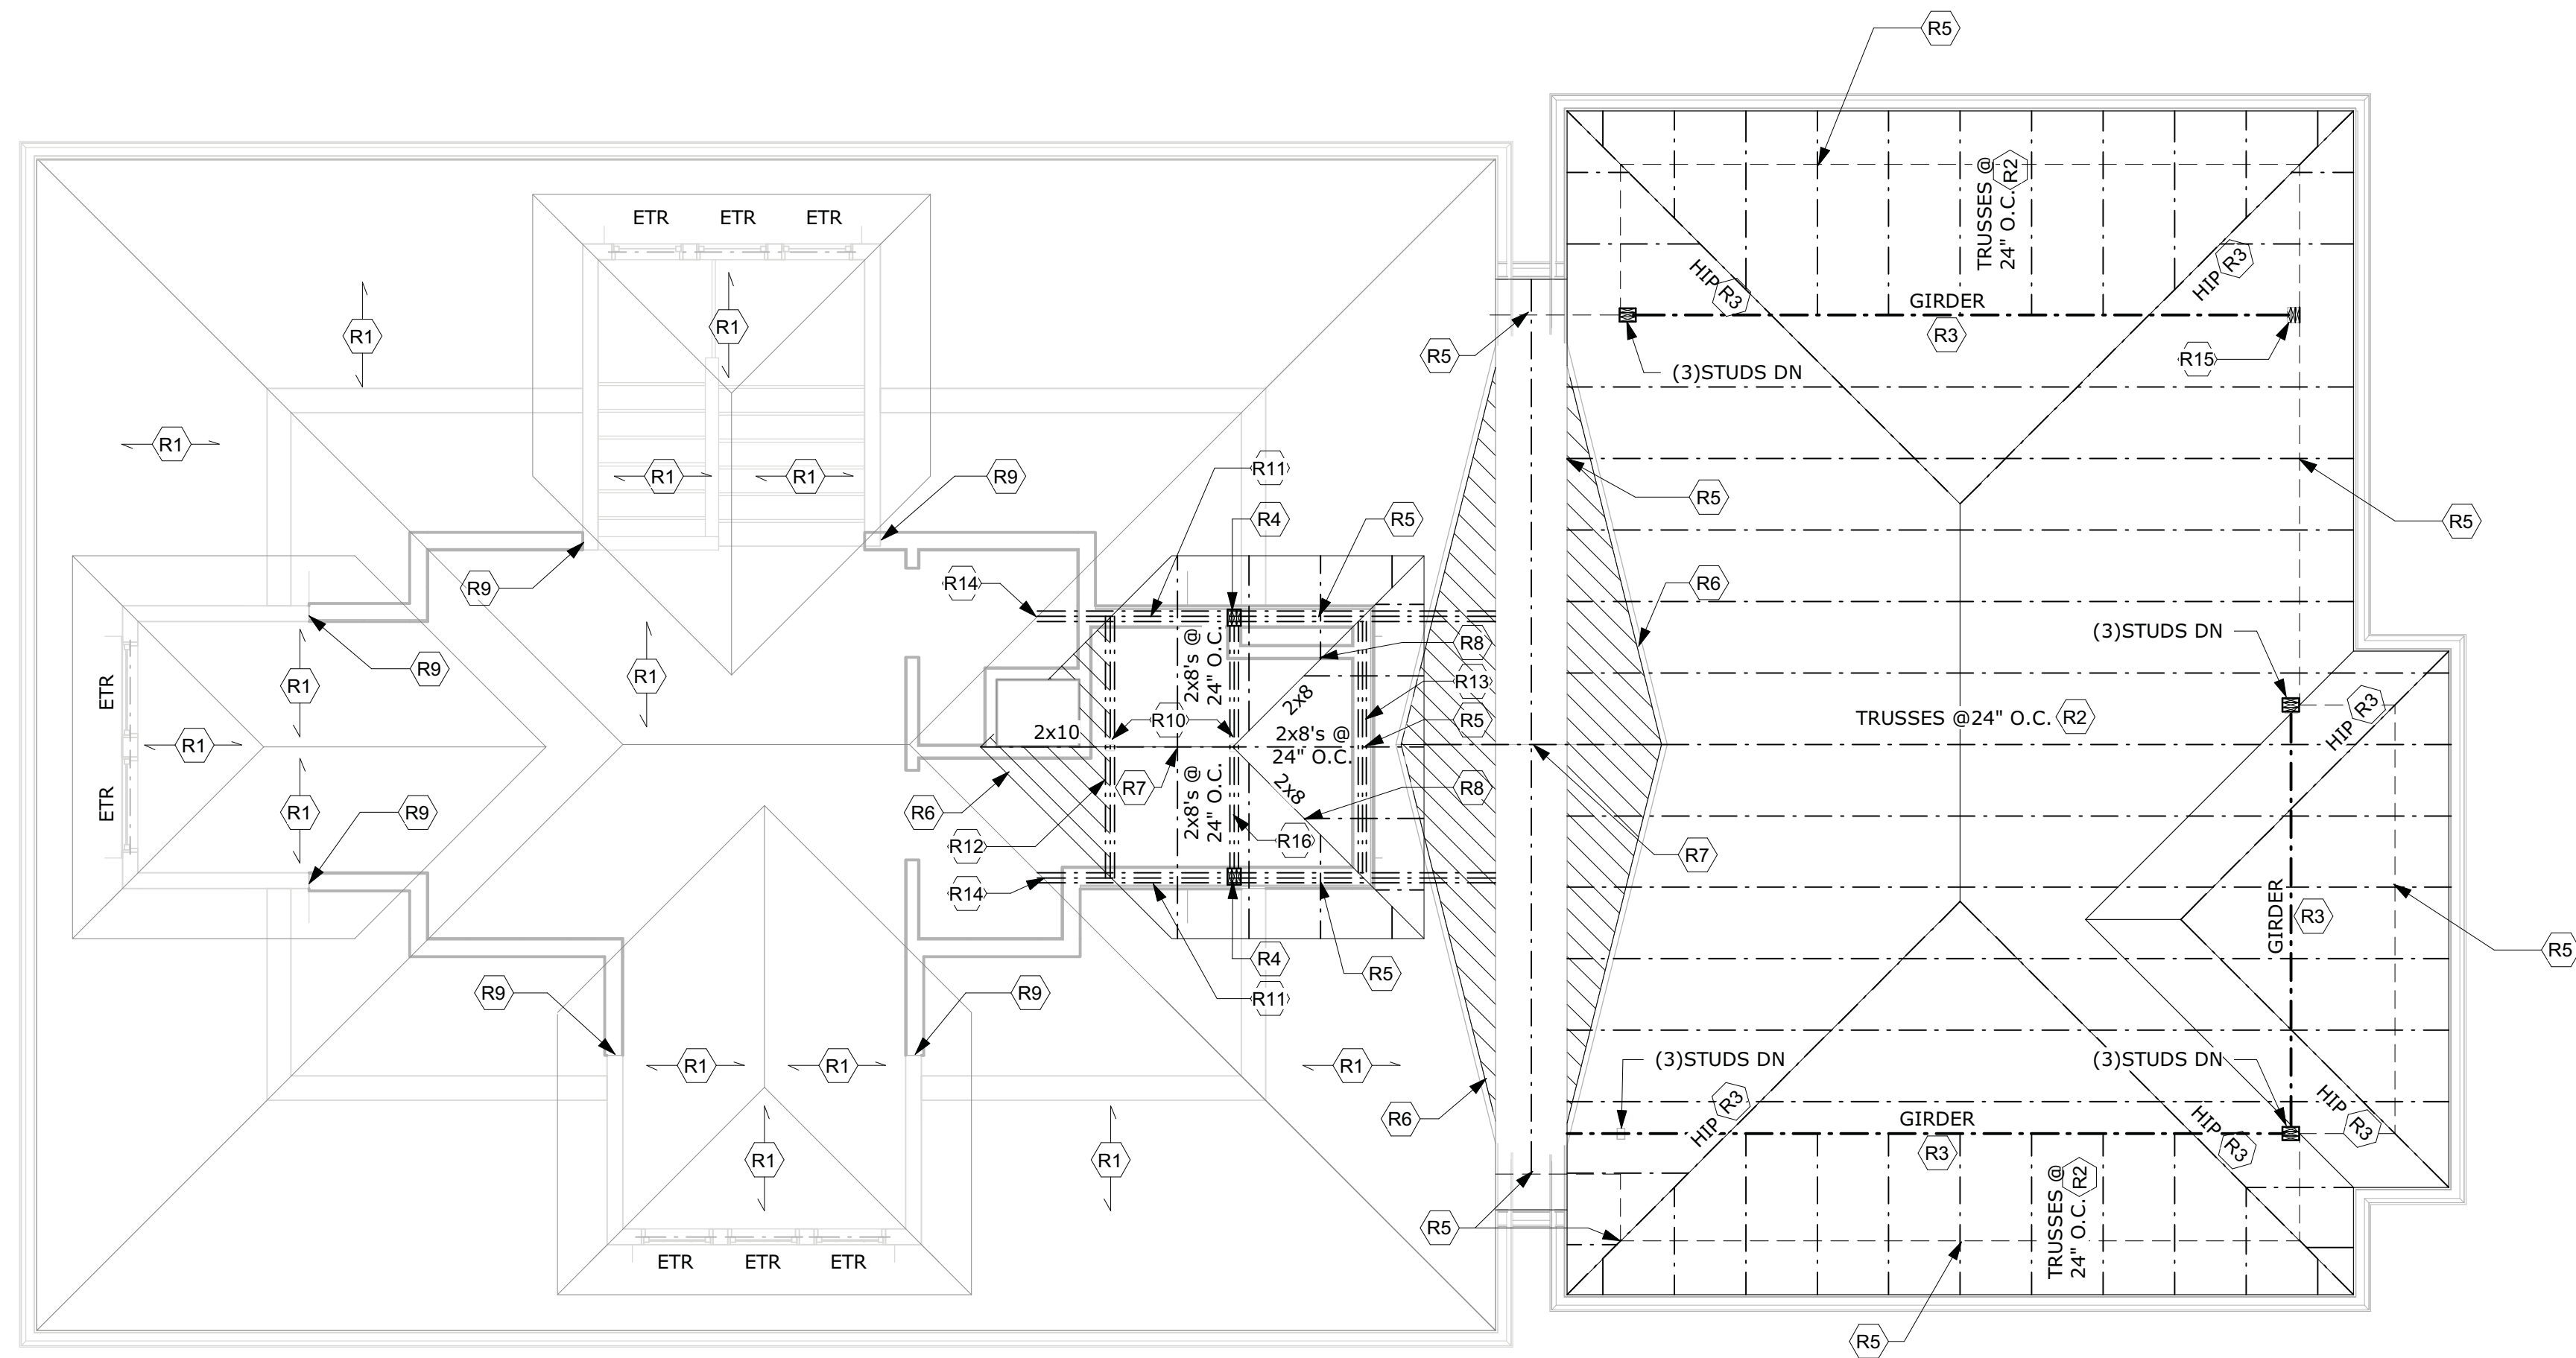 R5
ETR ETR ETR
TRUSSES @
24" O.C. R2
R1
R1
HIP R3
HIP R3
GIRDER
R3
R5
(3)STUDS DN
R15
R1
R1
R1
R9
R11
R5
R4
R5
R5
R9
R14
R6
(3)STUDS DN
R8
R9
R1
R1
2x8's @
24" O.C.
R13
ETR
2x8
HIP R3
R10
R5
TRUSSES @24" O.C. R2
R1
2x10
2x8's @
24" O.C.
R7
R8
ETR
2x8's @
24" O.C.
2x8
R1
R9
R6
R12
R16
R7
R14
GIRDER
R3
R4
R5
R5
R9
R9
R11
R1
R1
R1
(3)STUDS DN
(3)STUDS DN
R6
HIP R3
GIRDER
R3
HIP R3
HIP R3
R1
R1
TRUSSES @
24" O.C. R2
R5
ETR ETR ETR
R5